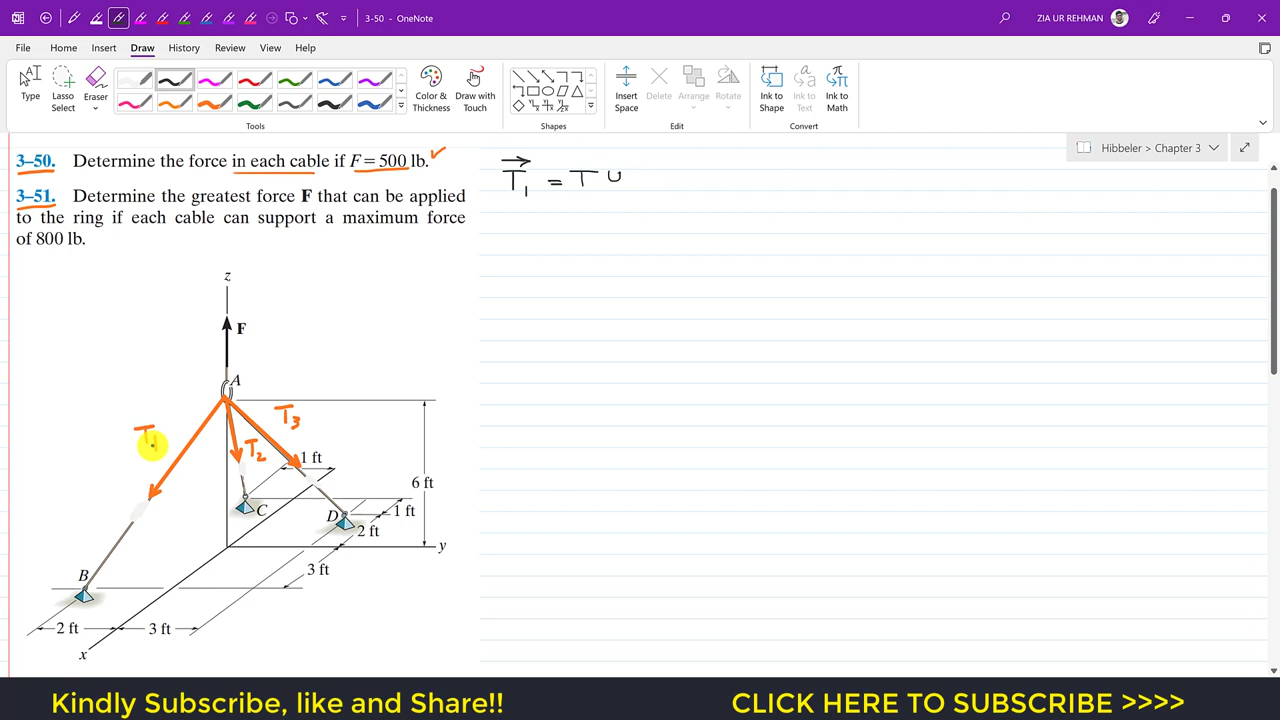 3-50 - OneNote
ZIA UR REHMAN
File Home Insert Draw History Review View Help
Type
Lasso Select
Eraser
Color & Thickness
Draw with Touch
Insert Space
Delete
Arrange
Rotate
Ink to Shape
Ink to Text
Ink to Math
Tools Shapes Edit Convert
Hibbeler > Chapter 3
3–50. Determine the force in each cable if F = 500 lb.
3–51. Determine the greatest force F that can be applied
to the ring if each cable can support a maximum force
of 800 lb.
T₁ = T u
z
F
A
T₃
T₁
T₂
1 ft
6 ft
C
D
1 ft
2 ft
y
B
3 ft
2 ft
3 ft
x
Kindly Subscribe, like and Share!!
CLICK HERE TO SUBSCRIBE >>>>